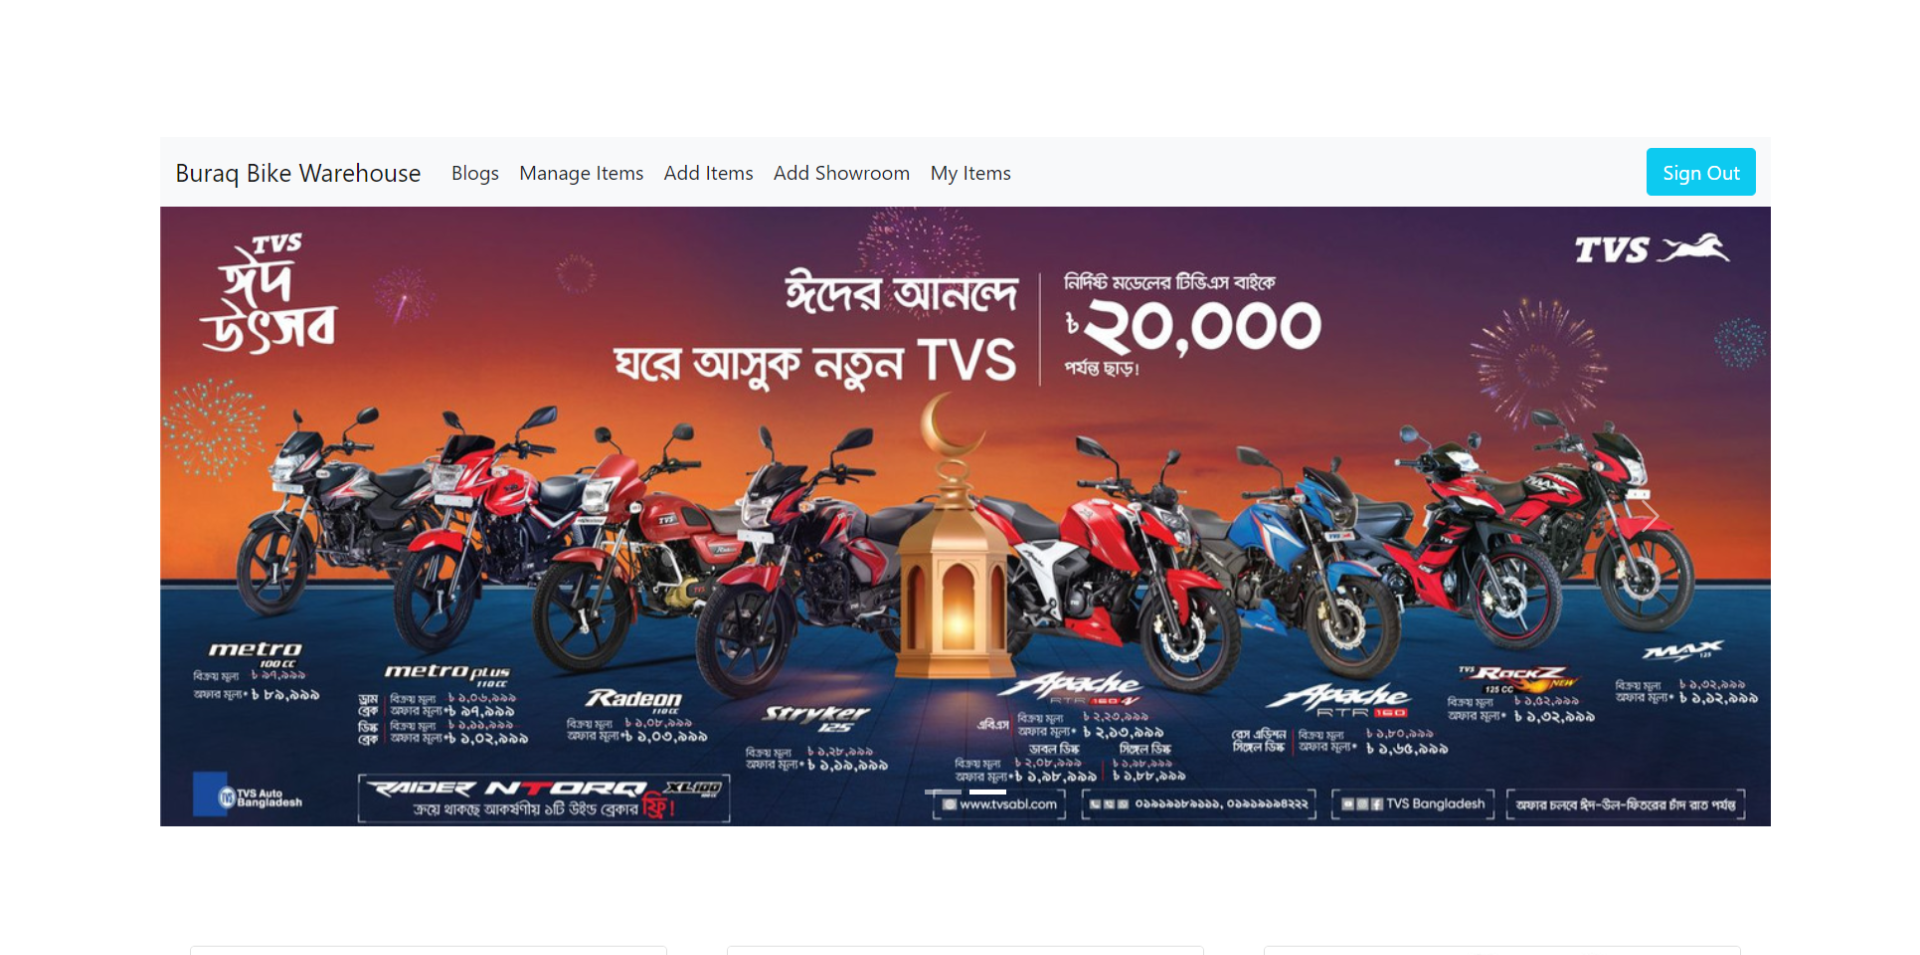 Buraq Bike Warehouse Blogs Manage Items Add Items Add Showroom My Items Sign Out
TVS
ঈদ
উৎসব
ঈদের আনন্দে
ঘরে আসুক নতুন TVS
নির্দিষ্ট মডেলের টিভিএস বাইকে
৳২০,০০০
পর্যন্ত ছাড়!
TVS
metro
100 CC
বিক্রয় মূল্য ৳ ৯৭,৯৯৯
অফার মূল্য* ৳ ৮৯,৯৯৯
metro plus
110 CC
ড্রাম ব্রেক
বিক্রয় মূল্য ৳ ১,০৬,৯৯৯
অফার মূল্য* ৳ ৯৭,৯৯৯
ডিস্ক ব্রেক
বিক্রয় মূল্য ৳ ১,১১,৯৯৯
অফার মূল্য* ৳ ১,০২,৯৯৯
Radeon
110 CC
বিক্রয় মূল্য ৳ ১,০৮,৯৯৯
অফার মূল্য* ৳ ১,০৩,৯৯৯
Stryker
125
বিক্রয় মূল্য ৳ ১,২৮,৯৯৯
অফার মূল্য* ৳ ১,১৯,৯৯৯
Apache
RTR 160 4V
এবিএস
বিক্রয় মূল্য ৳ ২,২৩,৯৯৯
অফার মূল্য* ৳ ২,১৩,৯৯৯
ডাবল ডিস্ক সিঙ্গেল ডিস্ক
বিক্রয় মূল্য ৳ ২,০৮,৯৯৯ ৳ ১,৯৮,৯৯৯
অফার মূল্য* ৳ ১,৯৮,৯৯৯ ৳ ১,৮৮,৯৯৯
Apache
RTR 160
রেস এডিশন
সিঙ্গেল ডিস্ক
বিক্রয় মূল্য ৳ ১,৮০,৯৯৯
অফার মূল্য* ৳ ১,৬৫,৯৯৯
TVS RockZ
125 CC NEW
বিক্রয় মূল্য ৳ ১,৫২,৯৯৯
অফার মূল্য* ৳ ১,৩২,৯৯৯
MAX
125
বিক্রয় মূল্য ৳ ১,৩২,৯৯৯
অফার মূল্য* ৳ ১,১২,৯৯৯
TVS Auto
Bangladesh
RAIDER NTORQ XL100
ক্রয়ে থাকছে আকর্ষণীয় ১টি উইন্ড ব্রেকার ফ্রি!
www.tvsabl.com
TVS Bangladesh
অফার চলবে ঈদ-উল-ফিতরের চাঁদ রাত পর্যন্ত